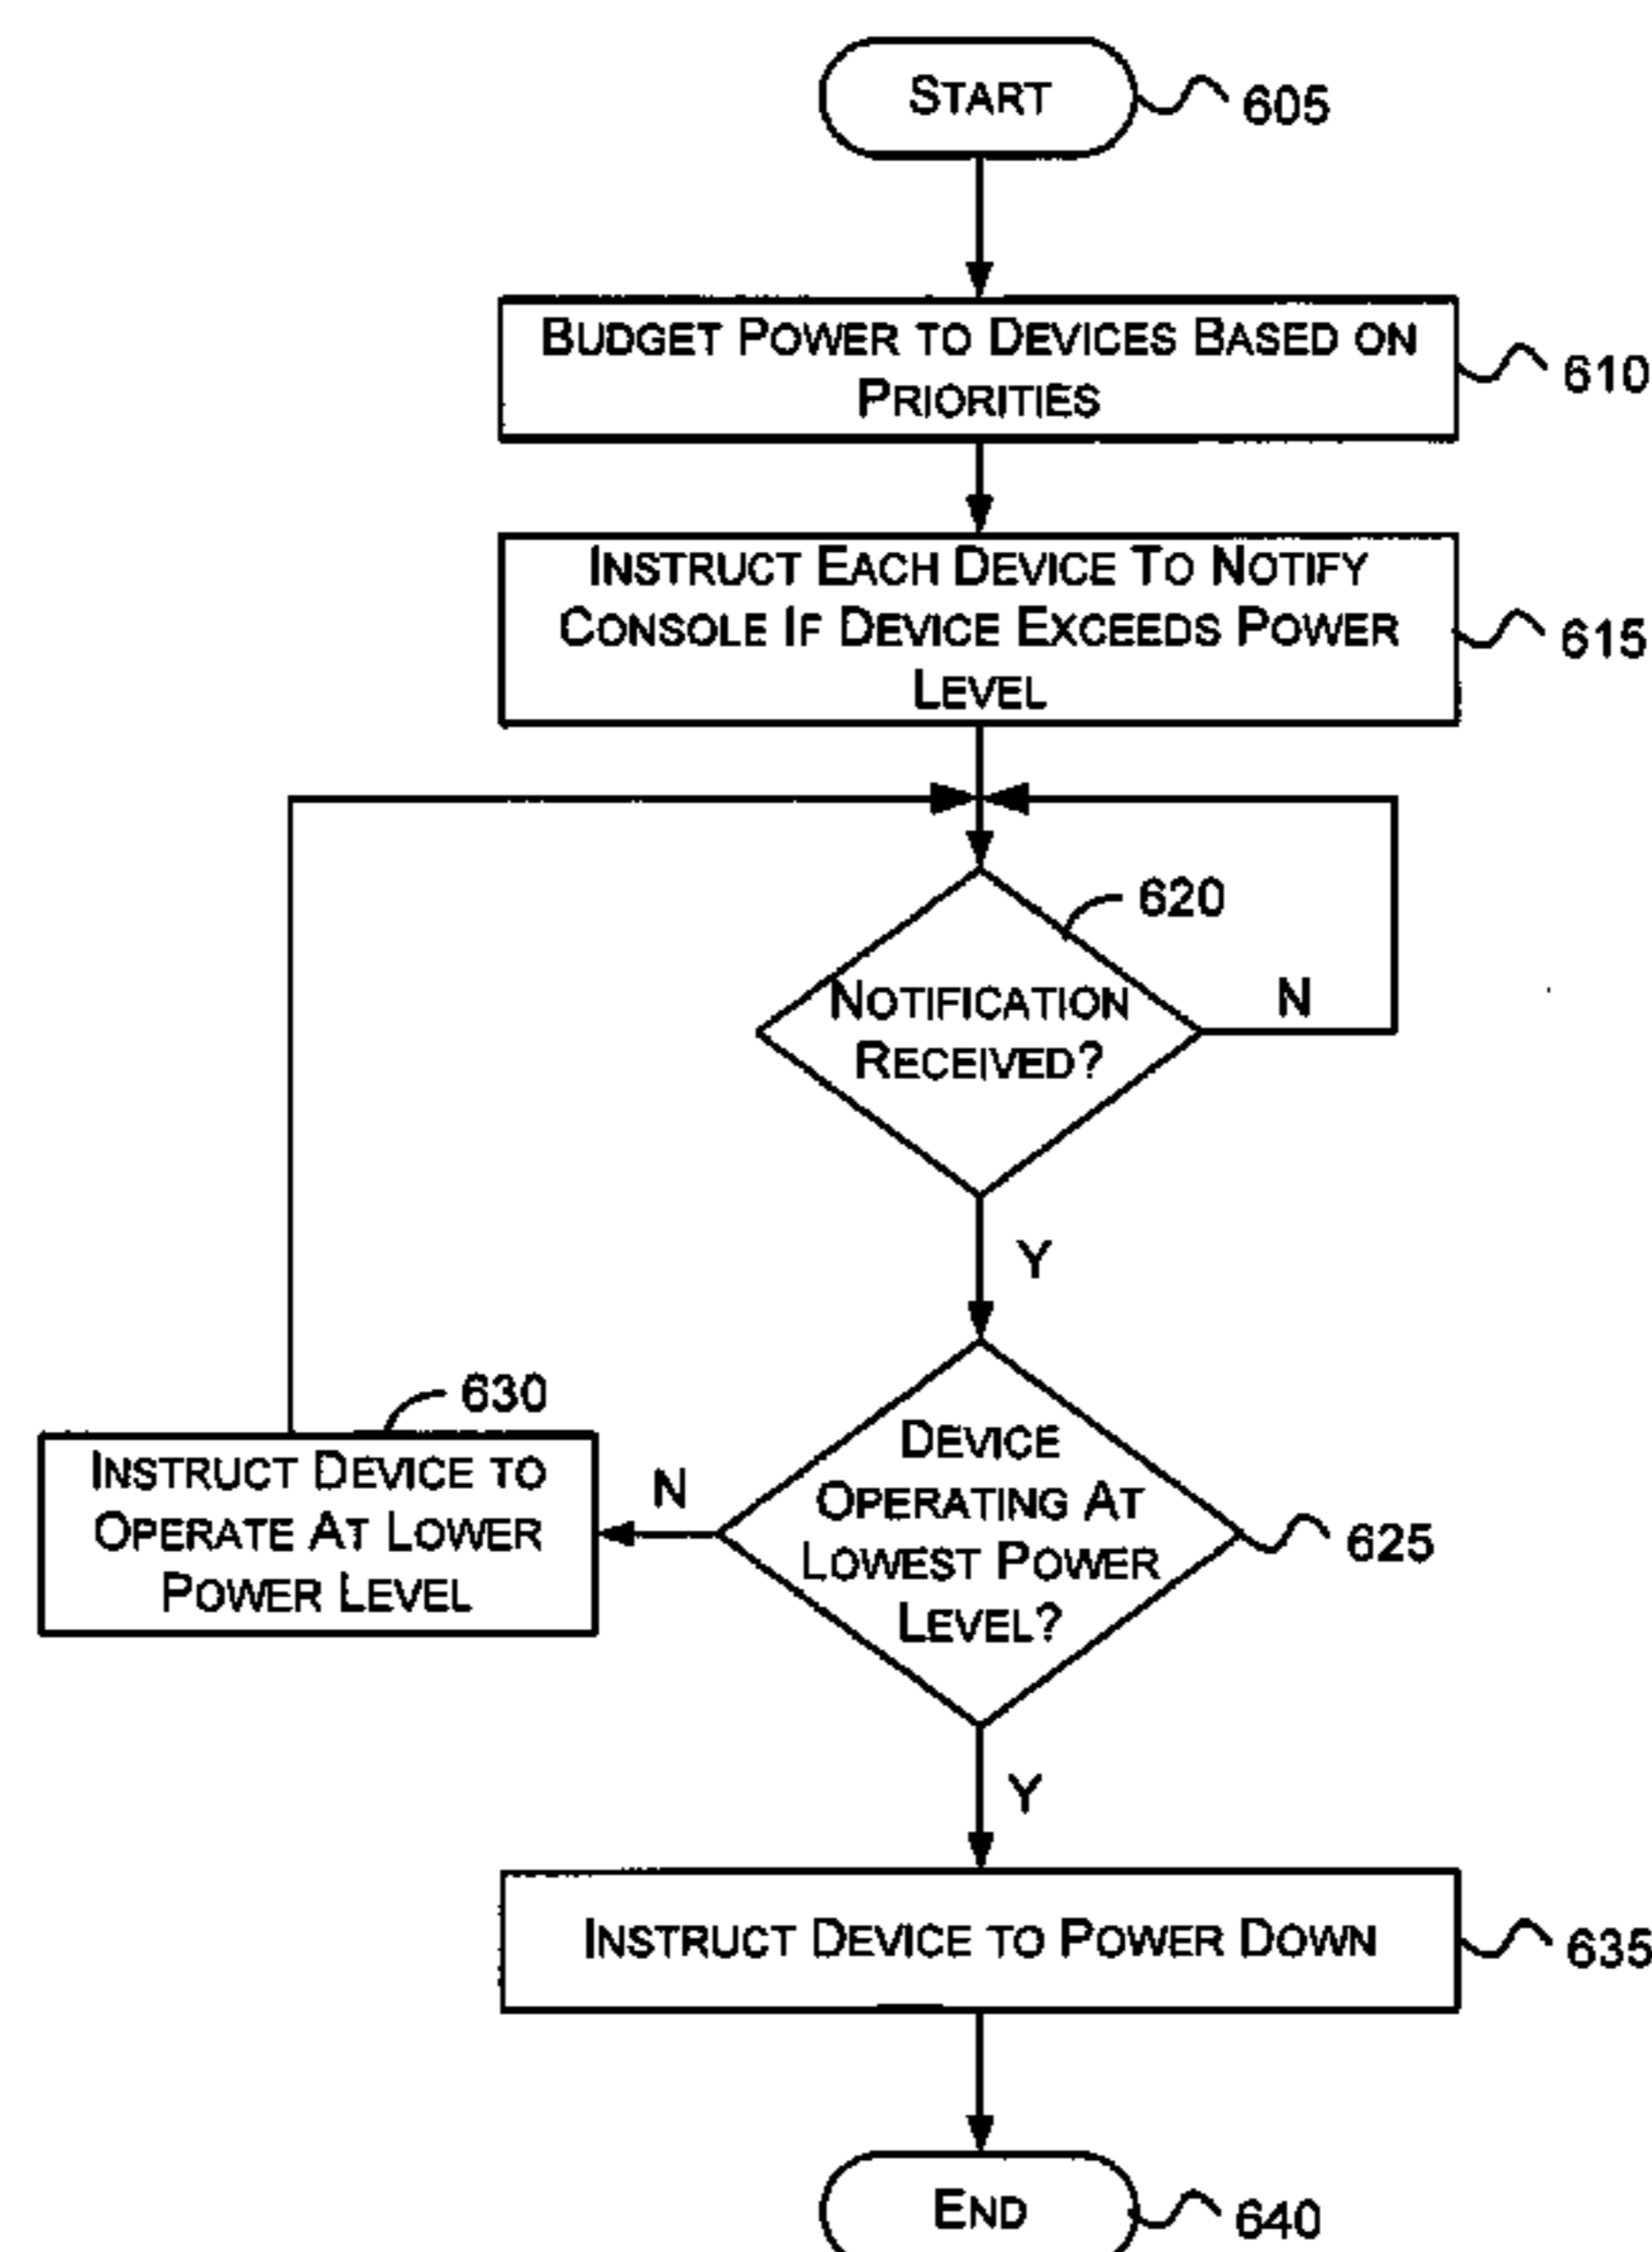 START
605
BUDGET POWER TO DEVICES BASED ON
PRIORITIES
610
INSTRUCT EACH DEVICE TO NOTIFY
CONSOLE IF DEVICE EXCEEDS POWER
LEVEL
615
620
NOTIFICATION
RECEIVED?
N
Y
630
INSTRUCT DEVICE TO
OPERATE AT LOWER
POWER LEVEL
N
DEVICE
OPERATING AT
LOWEST POWER
LEVEL?
625
Y
INSTRUCT DEVICE TO POWER DOWN
635
END
640